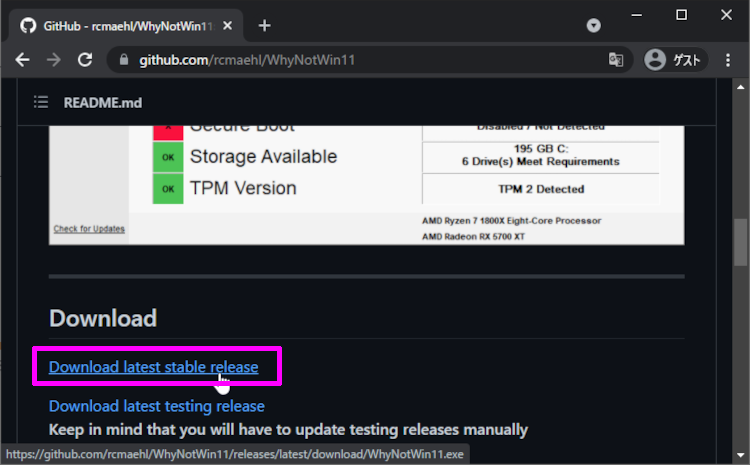 GitHub - rcmaehl/WhyNotWin11
github.com/rcmaehl/WhyNotWin11
ゲスト
README.md
X
Secure Boot
Disabled / Not Detected
OK
Storage Available
195 GB C:
6 Drive(s) Meet Requirements
OK
TPM Version
TPM 2 Detected
Check for Updates
AMD Ryzen 7 1800X Eight-Core Processor
AMD Radeon RX 5700 XT
Download
Download latest stable release
Download latest testing release
Keep in mind that you will have to update testing releases manually
https://github.com/rcmaehl/WhyNotWin11/releases/latest/download/WhyNotWin11.exe